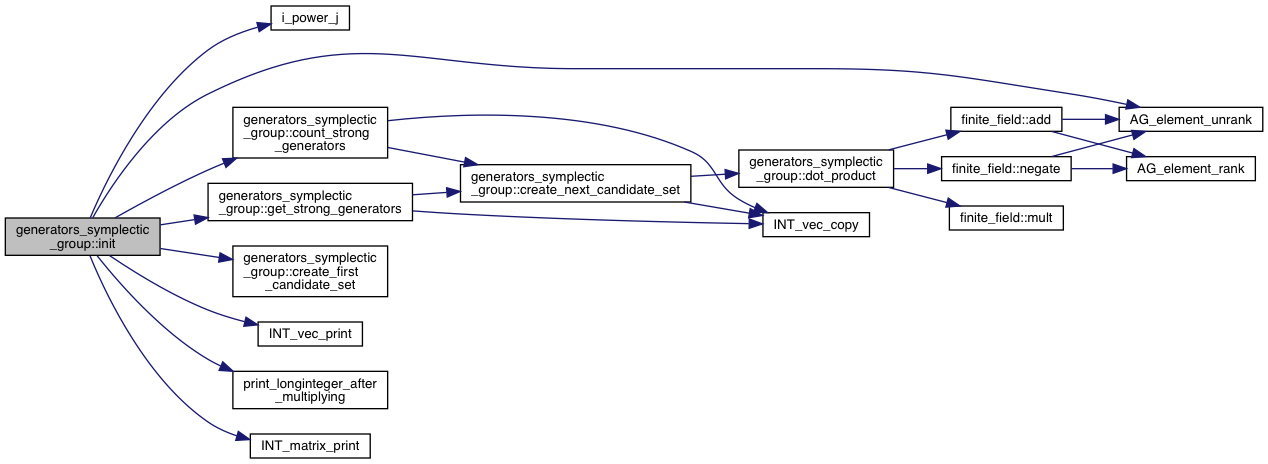 i_power_j
generators_symplectic
_group::count_strong
_generators
finite_field::add
AG_element_unrank
generators_symplectic
_group::dot_product
finite_field::negate
AG_element_rank
generators_symplectic
_group::create_next_candidate_set
generators_symplectic
_group::get_strong_generators
finite_field::mult
INT_vec_copy
generators_symplectic
_group::init
generators_symplectic
_group::create_first
_candidate_set
INT_vec_print
print_longinteger_after
_multiplying
INT_matrix_print